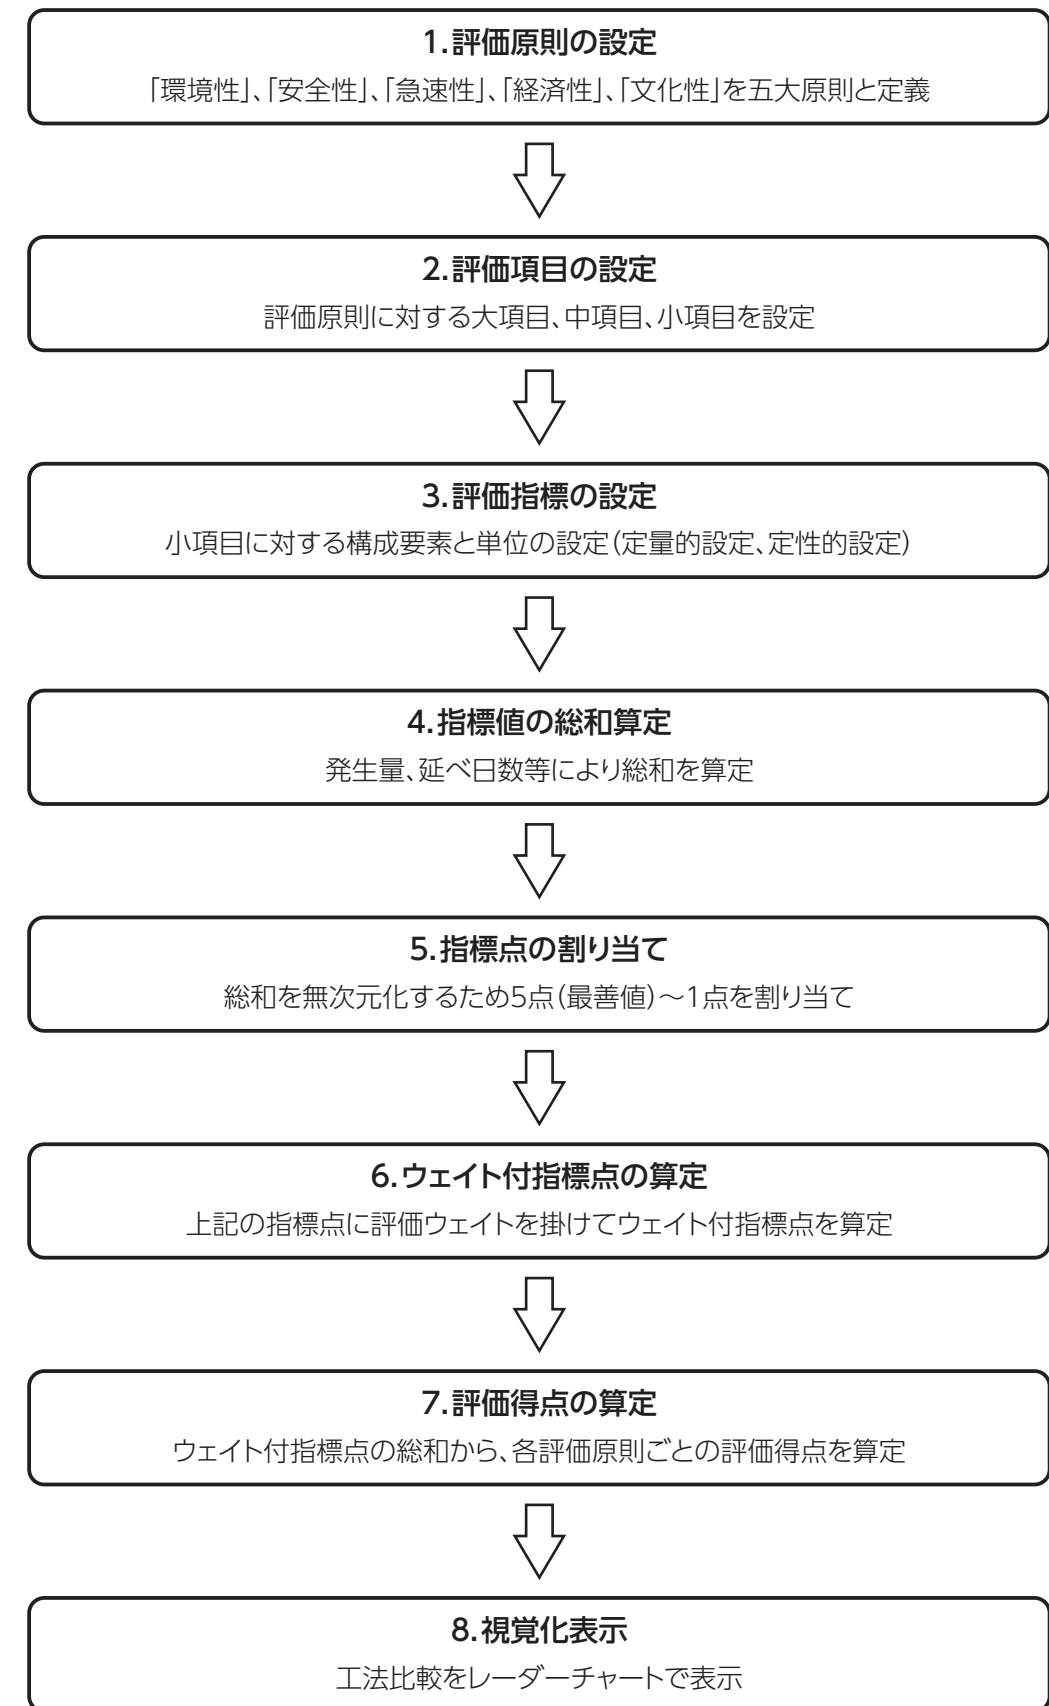 1.評価原則の設定
「環境性」、「安全性」、「急速性」、「経済性」、「文化性」を五大原則と定義
2.評価項目の設定
評価原則に対する大項目、中項目、小項目を設定
3.評価指標の設定
小項目に対する構成要素と単位の設定(定量的設定、定性的設定)
4.指標値の総和算定
発生量、延べ日数等により総和を算定
5.指標点の割り当て
総和を無次元化するため5点(最善値)～1点を割り当て
6.ウェイト付指標点の算定
上記の指標点に評価ウェイトを掛けてウェイト付指標点を算定
7.評価得点の算定
ウェイト付指標点の総和から、各評価原則ごとの評価得点を算定
8.視覚化表示
工法比較をレーダーチャートで表示